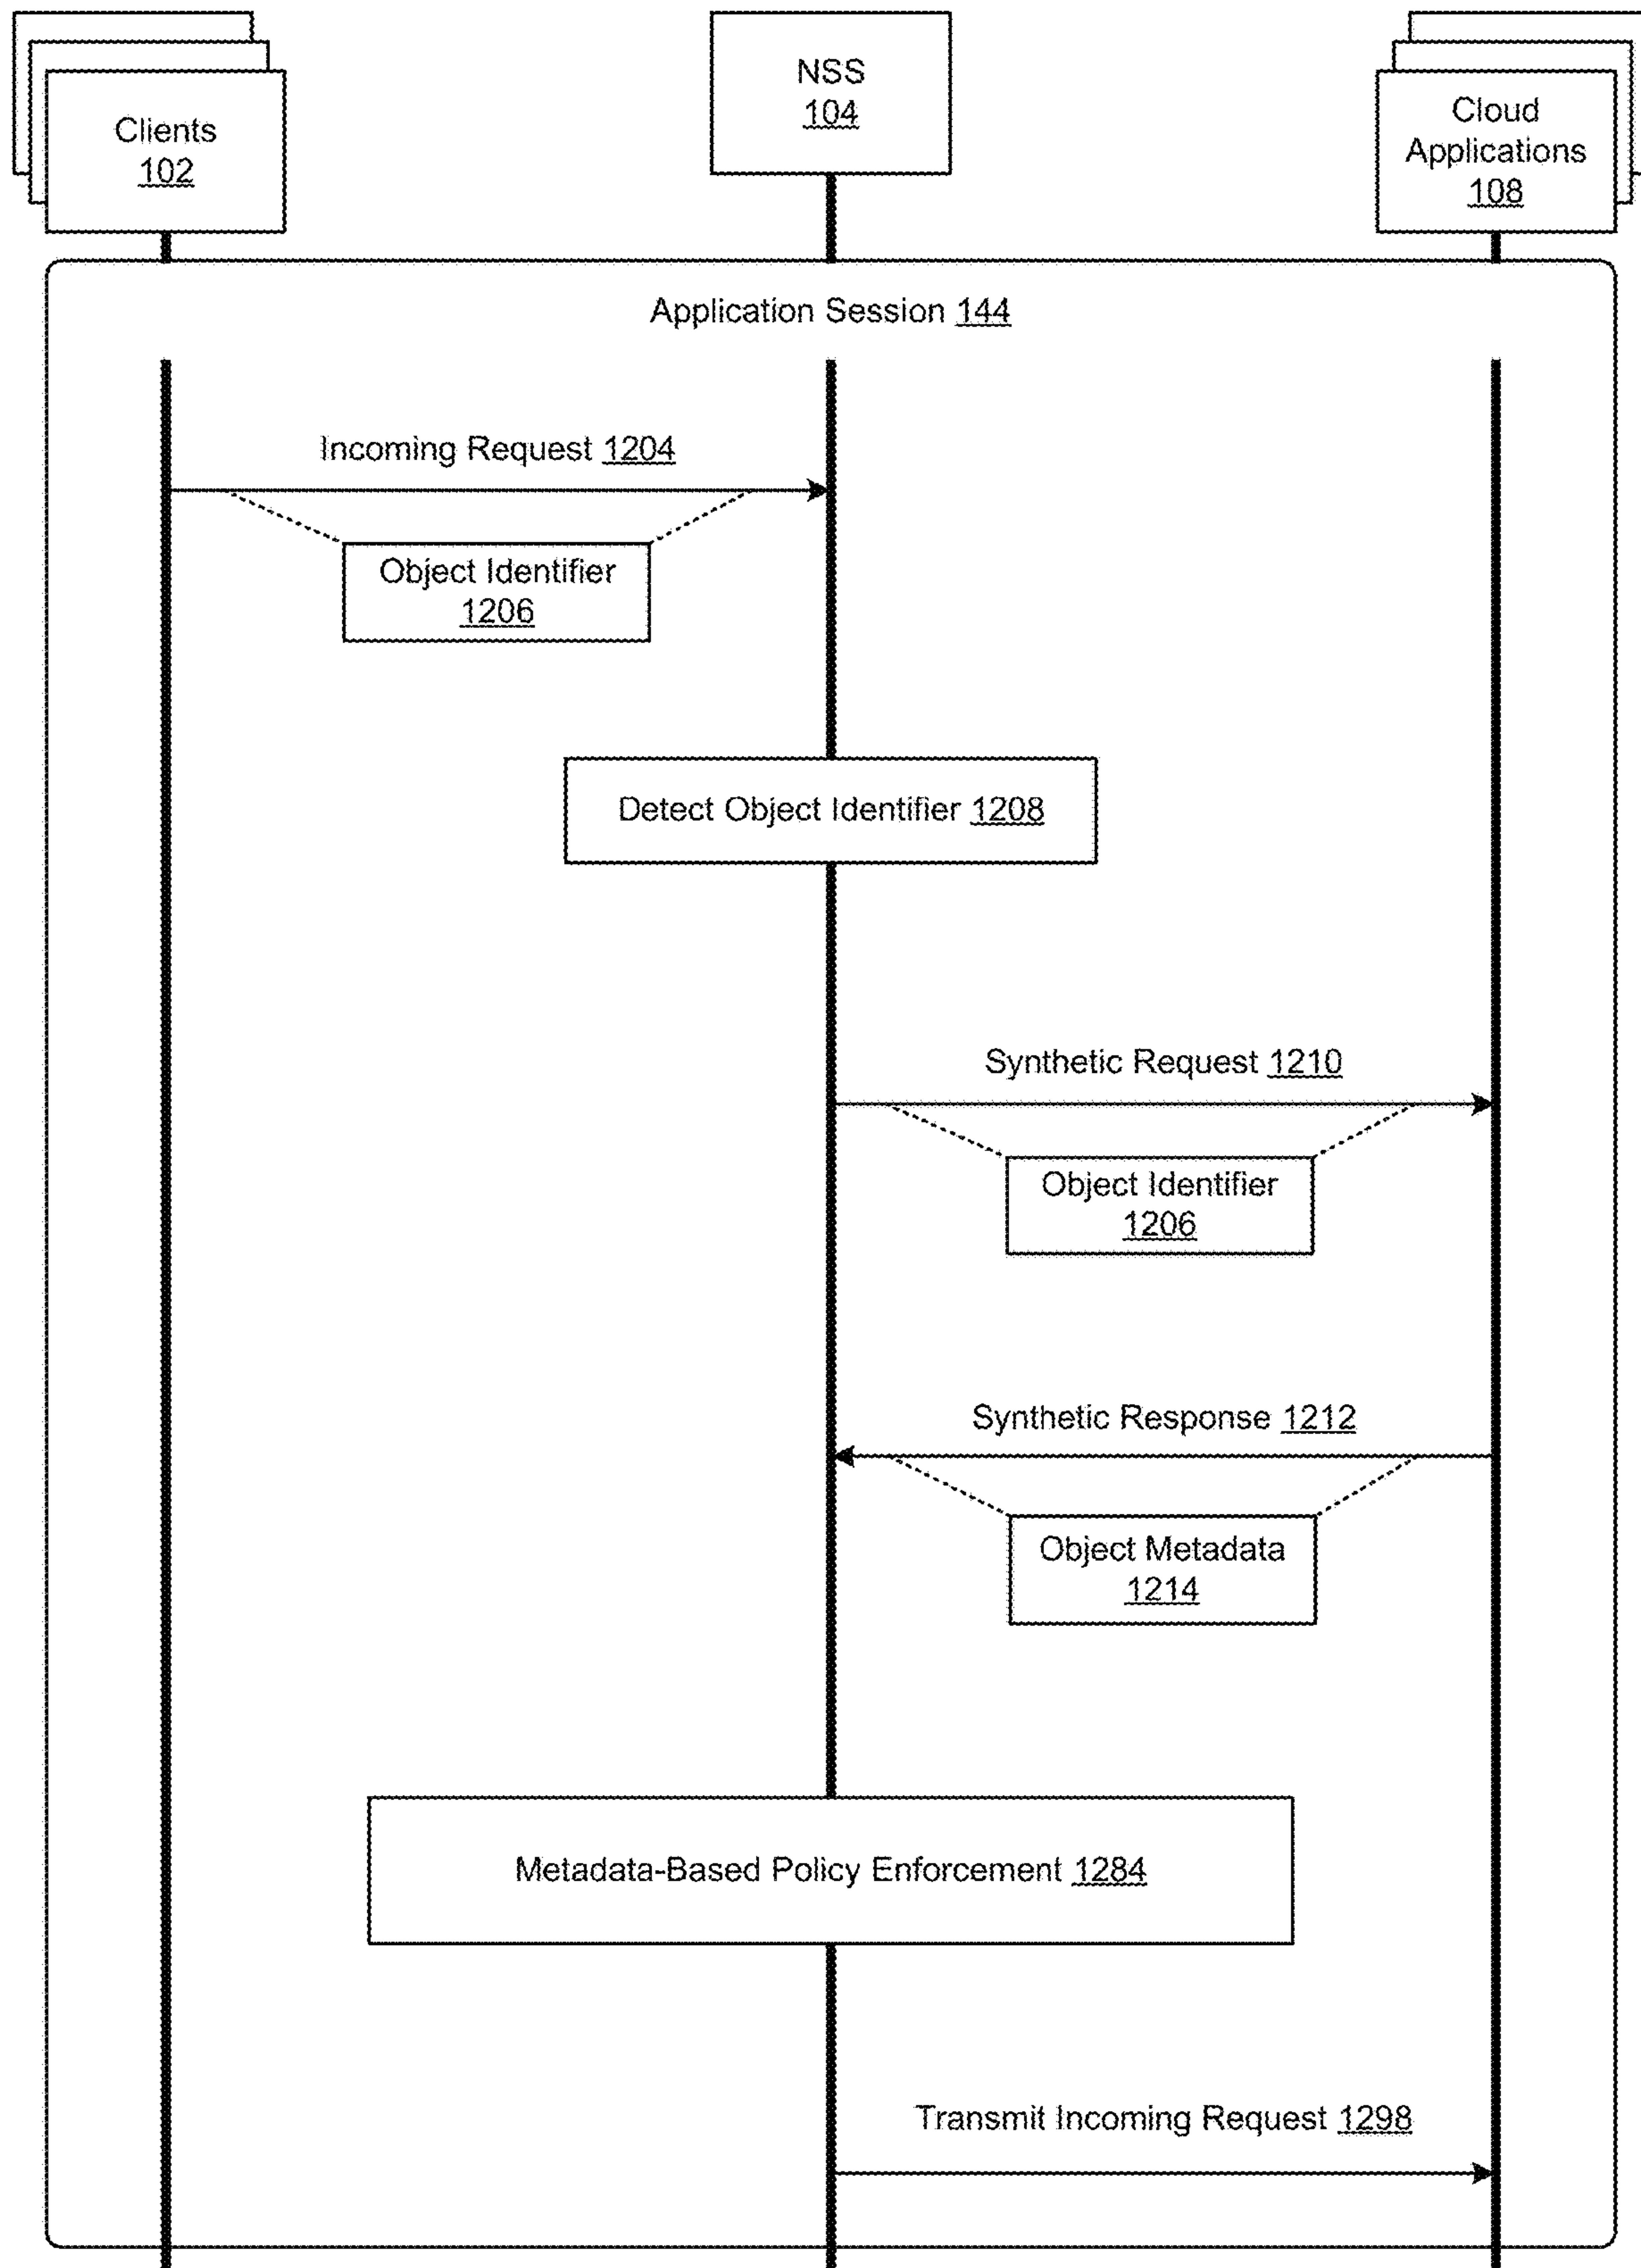 Clients
102
NSS
104
Cloud
Applications
108
Application Session 144
Incoming Request 1204
Object Identifier
1206
Detect Object Identifier 1208
Synthetic Request 1210
Object Identifier
1206
Synthetic Response 1212
Object Metadata
1214
Metadata-Based Policy Enforcement 1284
Transmit Incoming Request 1298